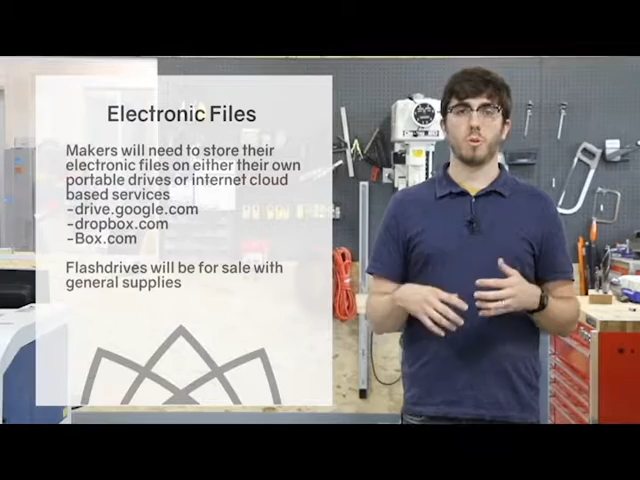 Electronic Files
Makers will need to store their
electronic files on either their own
portable drives or internet cloud
based services
-drive.google.com
-dropbox.com
-Box.com
Flashdrives will be for sale with
general supplies